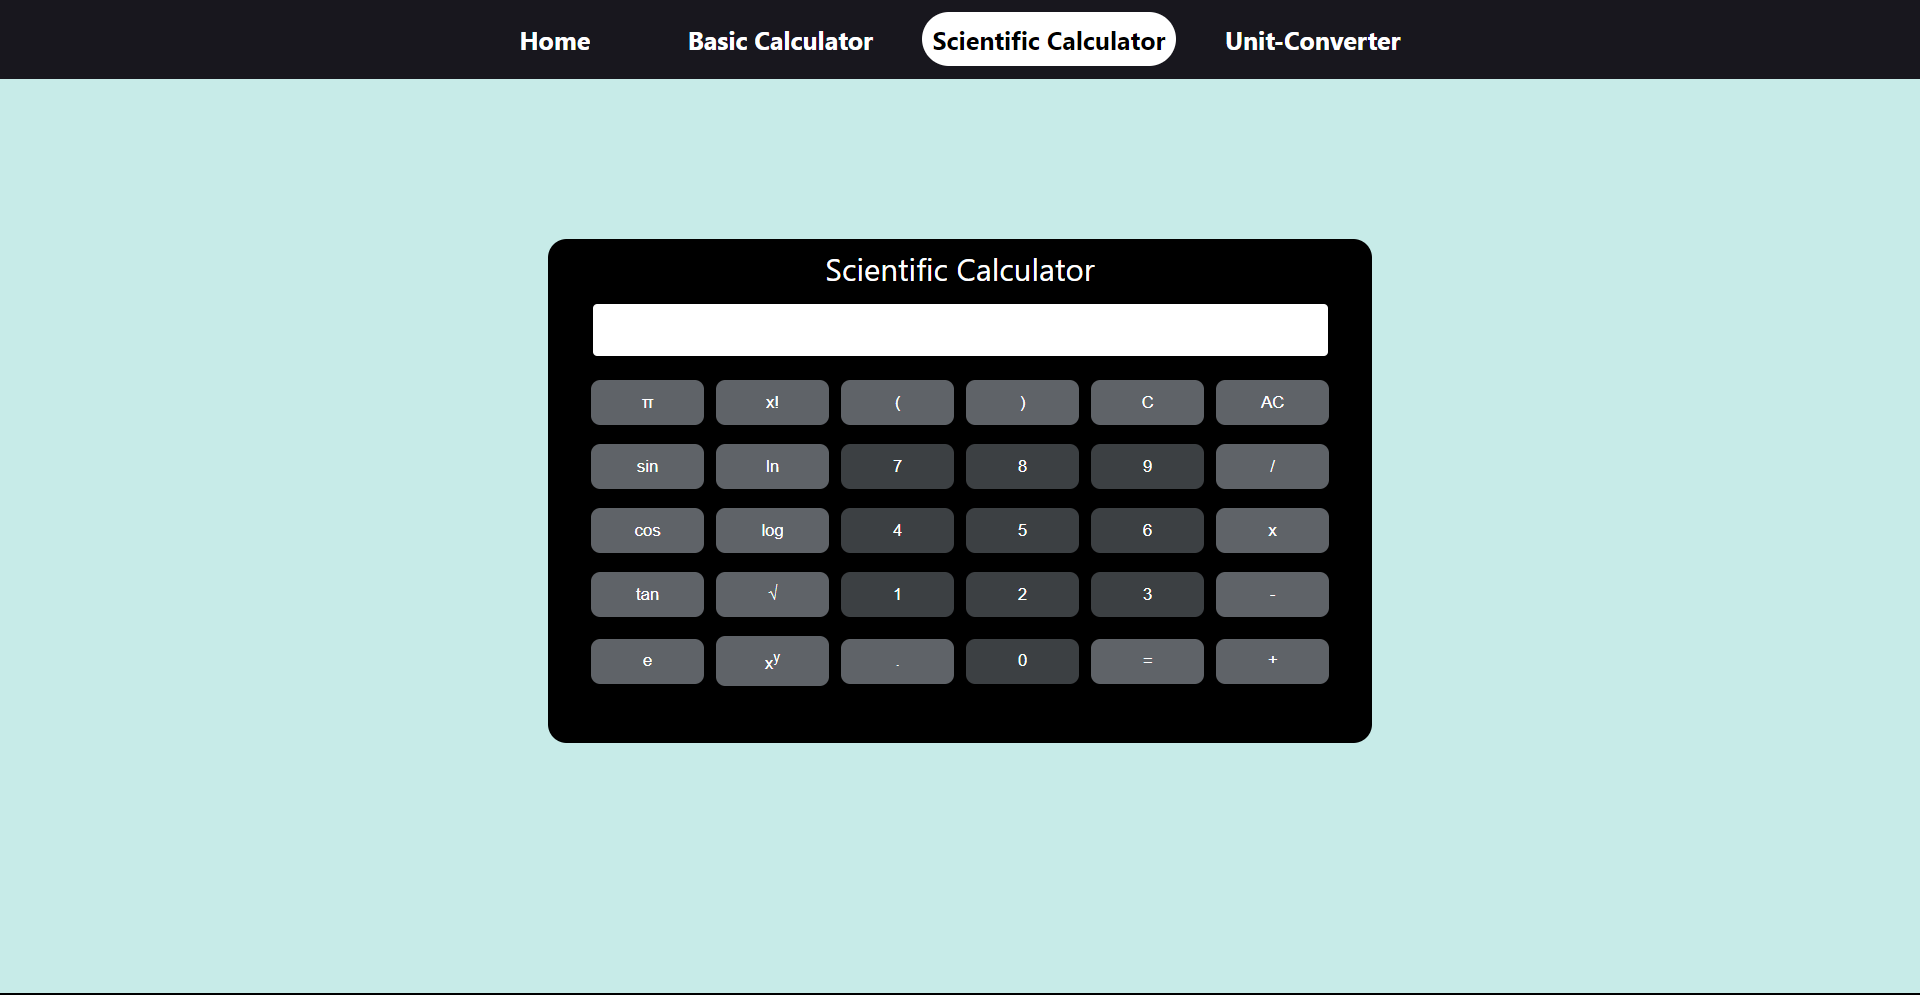 Home Basic Calculator Scientific Calculator Unit-Converter
Scientific Calculator
π x! ( ) C AC
sin ln 7 8 9 /
cos log 4 5 6 x
tan √ 1 2 3 -
e xʸ . 0 = +